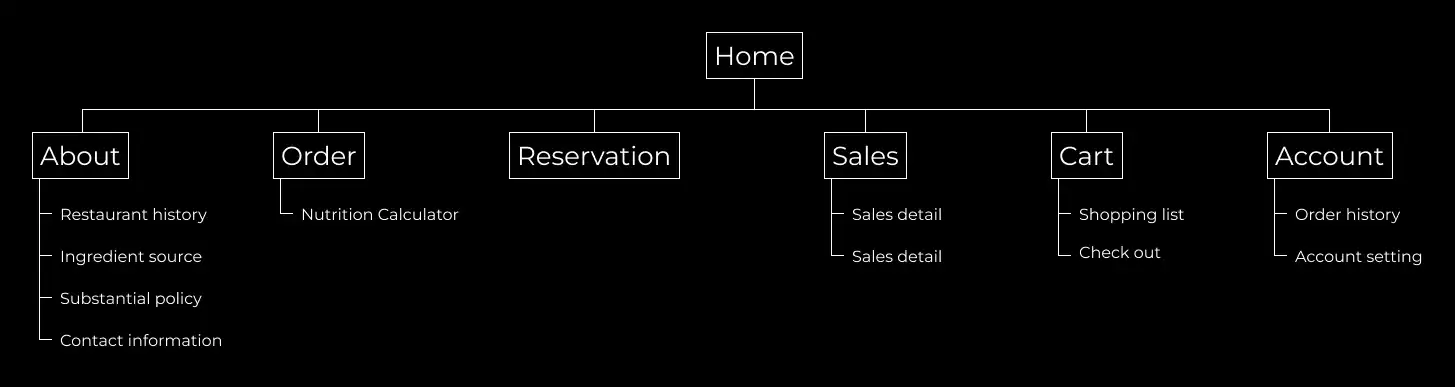 Home
About
Order
Reservation
Sales
Cart
Account
Restaurant history
Ingredient source
Substantial policy
Contact information
Nutrition Calculator
Sales detail
Sales detail
Shopping list
Check out
Order history
Account setting